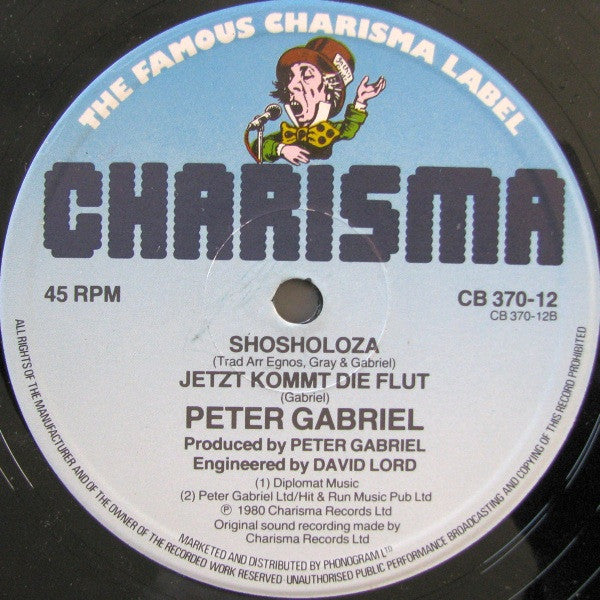 THE FAMOUS CHARISMA LABEL
CHARISMA
45 RPM
CB 370-12
CB 370-12B
SHOSHOLOZA
(Trad Arr Egnos, Gray & Gabriel)
JETZT KOMMT DIE FLUT
(Gabriel)
PETER GABRIEL
Produced by PETER GABRIEL
Engineered by DAVID LORD
(1) Diplomat Music
(2) Peter Gabriel Ltd/Hit & Run Music Pub Ltd
℗ 1980 Charisma Records Ltd
Original sound recording made by
Charisma Records Ltd
MARKETED AND DISTRIBUTED BY PHONOGRAM LTD
ALL RIGHTS OF THE MANUFACTURER AND OF THE OWNER OF THE RECORDED WORK RESERVED·UNAUTHORISED PUBLIC PERFORMANCE BROADCASTING AND COPYING OF THIS RECORD PROHIBITED